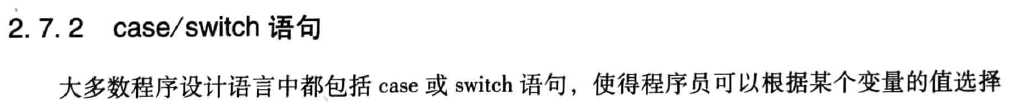 2.7.2 case/switch 语句
大多数程序设计语言中都包括 case 或 switch 语句，使得程序员可以根据某个变量的值选择